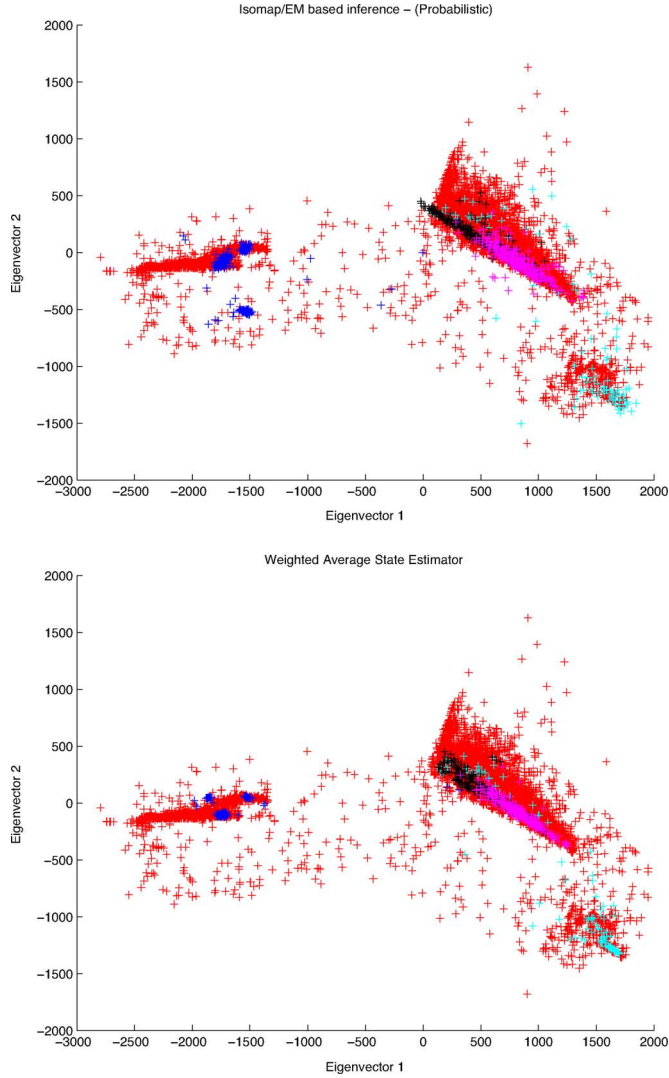 Isomap/EM based inference − (Probabilistic)
2000
1500
1000
500
0
−500
−1000
−1500
−2000
Eigenvector 2
−3000 −2500 −2000 −1500 −1000 −500 0 500 1000 1500 2000
Eigenvector 1
Weighted Average State Estimator
2000
1500
1000
500
0
−500
−1000
−1500
−2000
Eigenvector 2
−3000 −2500 −2000 −1500 −1000 −500 0 500 1000 1500 2000
Eigenvector 1